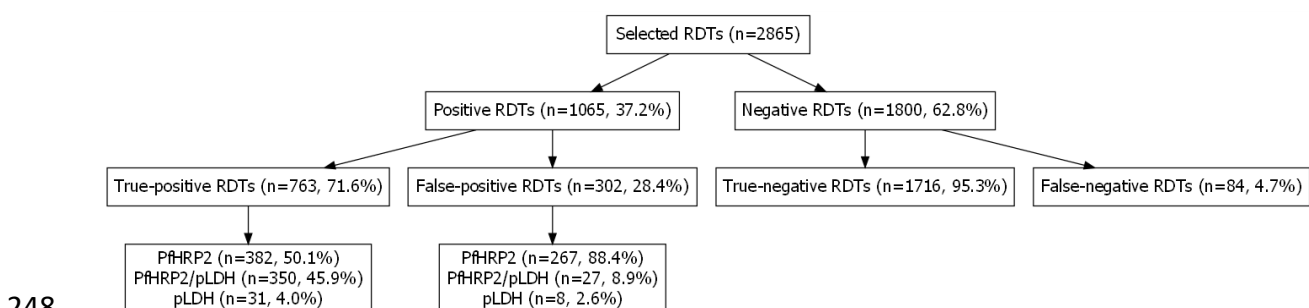 Selected RDTs (n=2865)
Positive RDTs (n=1065, 37.2%)
Negative RDTs (n=1800, 62.8%)
True-positive RDTs (n=763, 71.6%)
False-positive RDTs (n=302, 28.4%)
True-negative RDTs (n=1716, 95.3%)
False-negative RDTs (n=84, 4.7%)
PfHRP2 (n=382, 50.1%)
PfHRP2/pLDH (n=350, 45.9%)
pLDH (n=31, 4.0%)
PfHRP2 (n=267, 88.4%)
PfHRP2/pLDH (n=27, 8.9%)
pLDH (n=8, 2.6%)
248